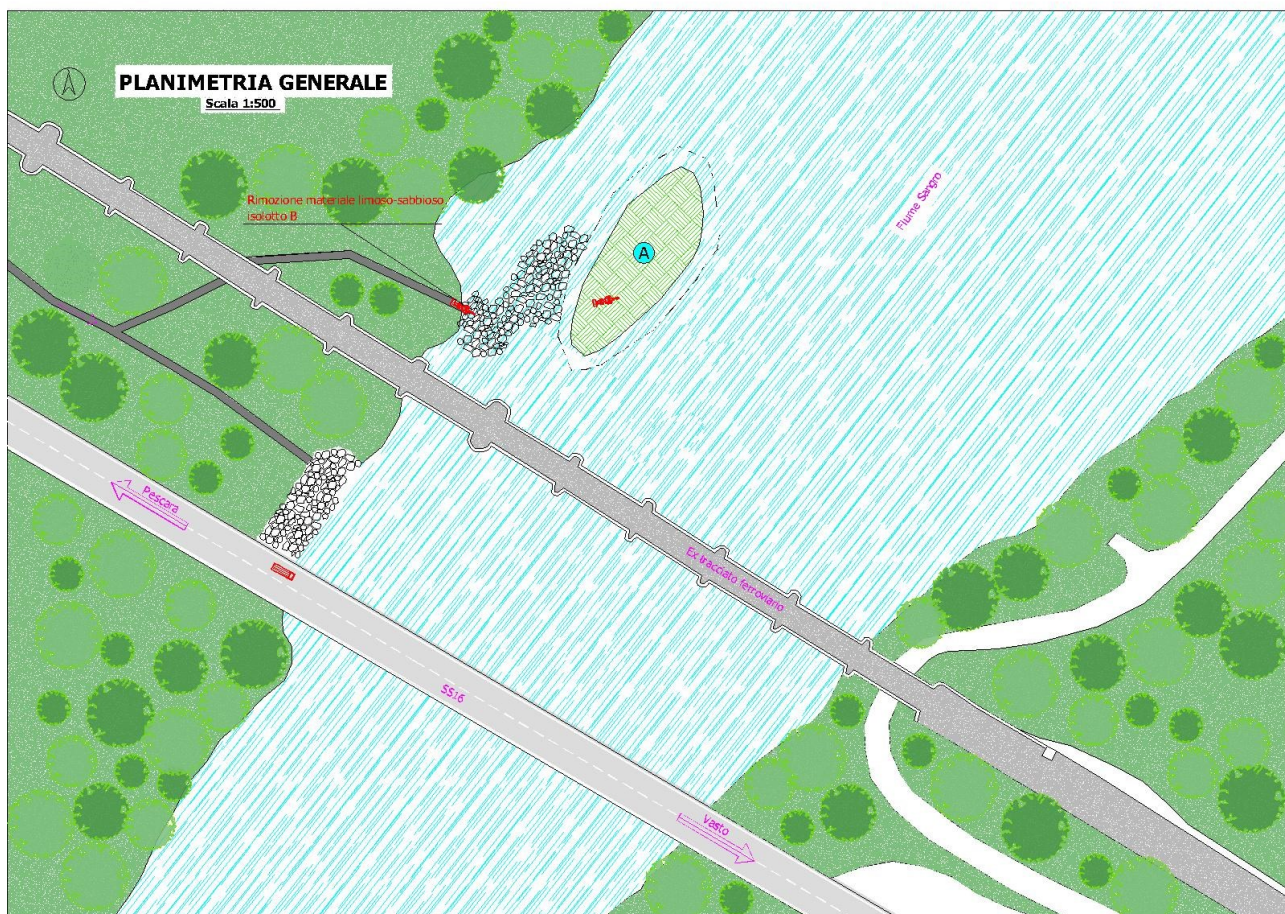 PLANIMETRIA GENERALE
Scala 1:500
Rimozione materiale limoso-sabbioso
isolotto B
Fiume Sangro
A
Pescara
Ex tracciato ferroviario
SS16
Vasto